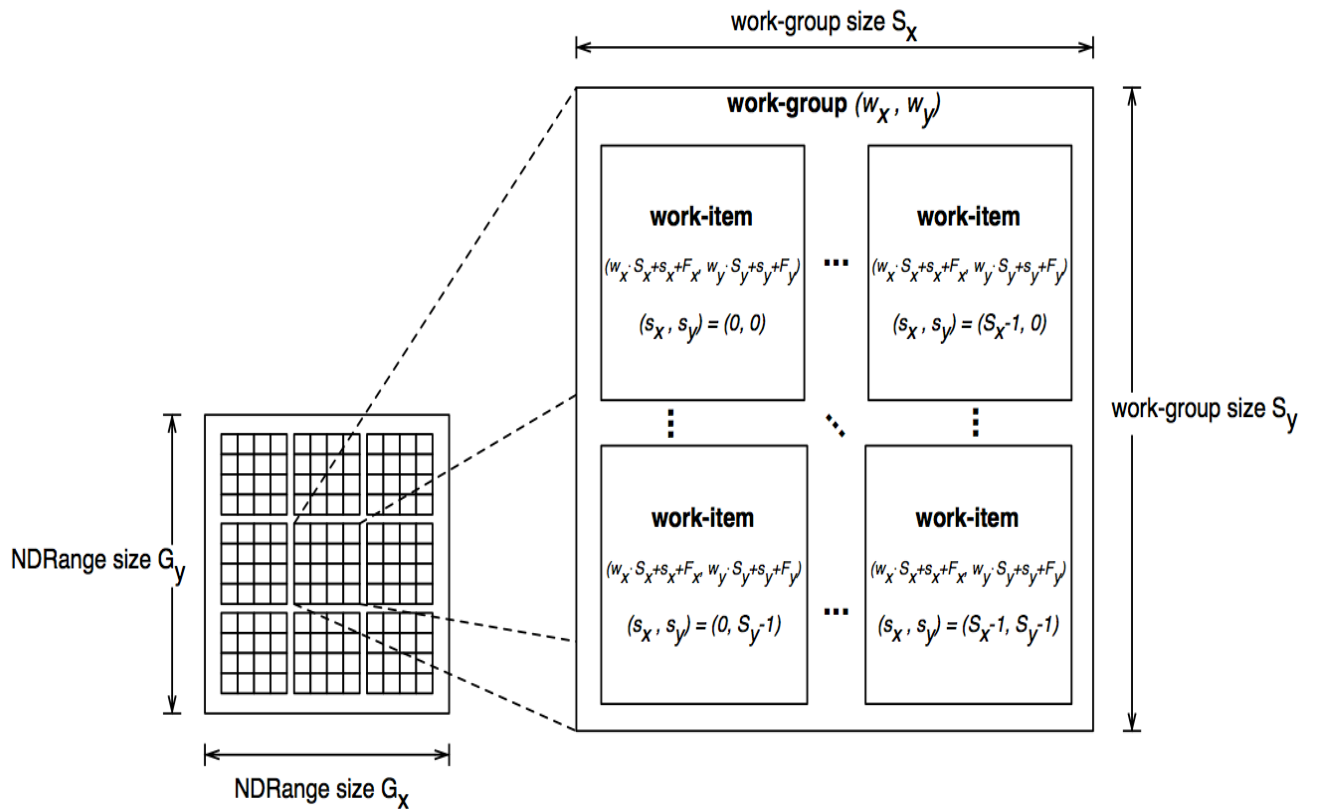 work-group size Sx
work-group (wx , wy)
work-item
work-item
(wx· Sx+sx+Fx, wy· Sy+sy+Fy)
...
(wx· Sx+sx+Fx, wy· Sy+sy+Fy)
(sx , sy) = (0, 0)
(sx , sy) = (Sx-1, 0)
work-group size Sy
work-item
work-item
NDRange size Gy
(wx· Sx+sx+Fx, wy· Sy+sy+Fy)
(wx· Sx+sx+Fx, wy· Sy+sy+Fy)
...
(sx , sy) = (0, Sy-1)
(sx , sy) = (Sx-1, Sy-1)
NDRange size Gx